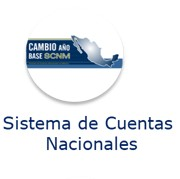 CAMBIO AÑO
BASE SCNM
Sistema de Cuentas
Nacionales